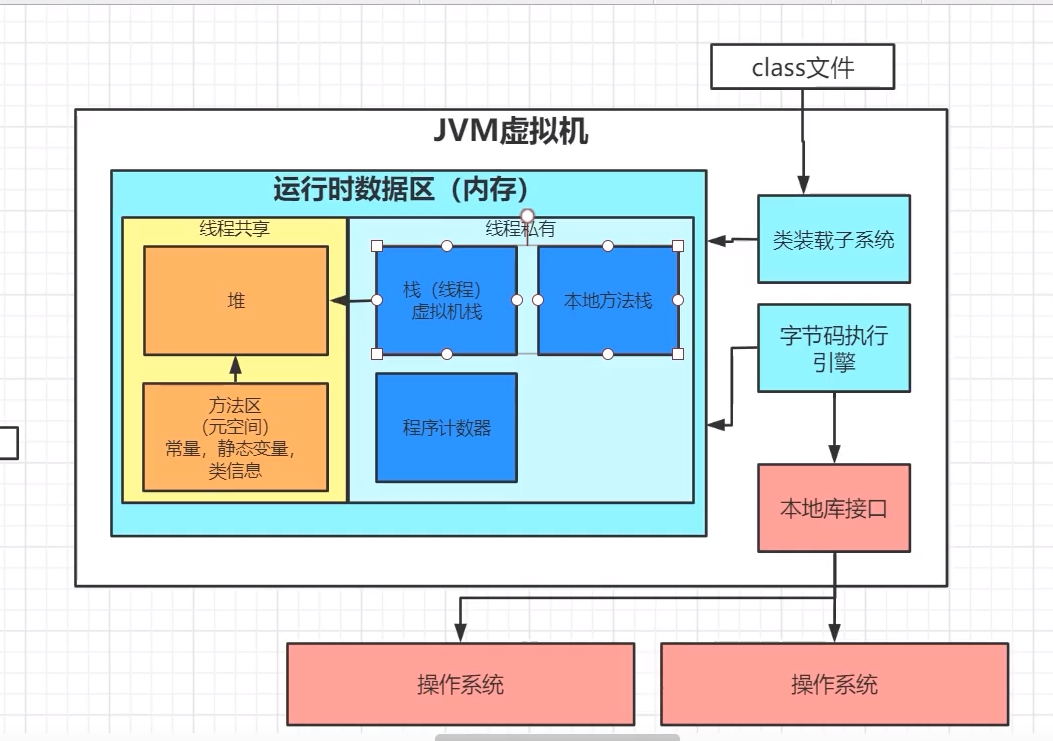 class文件
JVM虚拟机
运行时数据区（内存）
线程共享
线程私有
堆
栈（线程）
虚拟机栈
本地方法栈
方法区
（元空间）
常量，静态变量，
类信息
程序计数器
类装载子系统
字节码执行
引擎
本地库接口
操作系统
操作系统